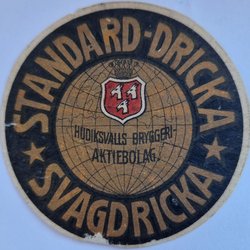 STANDARD-DRICKA
HUDIKSVALLS BRYGGERI-
AKTIEBOLAG.
SVAGDRICKA